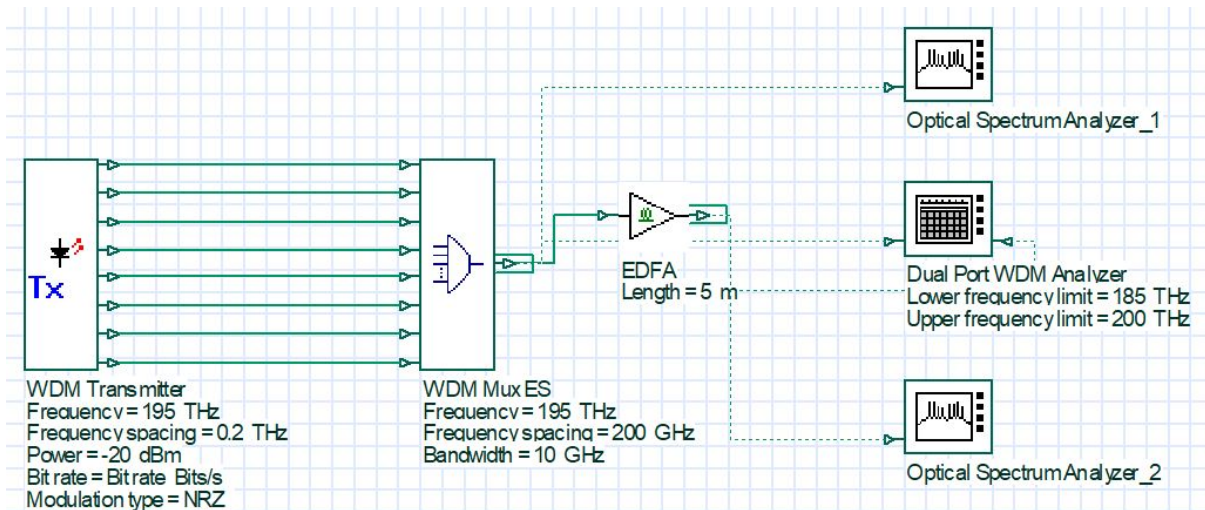 Optical Spectrum Analyzer_1
Tx
EDFA
Length = 5 m
Dual Port WDM Analyzer
Lower frequency limit = 185 THz
Upper frequency limit = 200 THz
WDM Transmitter
Frequency = 195 THz
Frequency spacing = 0.2 THz
Power = -20 dBm
Bit rate = Bit rate Bits/s
Modulation type = NRZ
WDM Mux ES
Frequency = 195 THz
Frequency spacing = 200 GHz
Bandwidth = 10 GHz
Optical Spectrum Analyzer_2